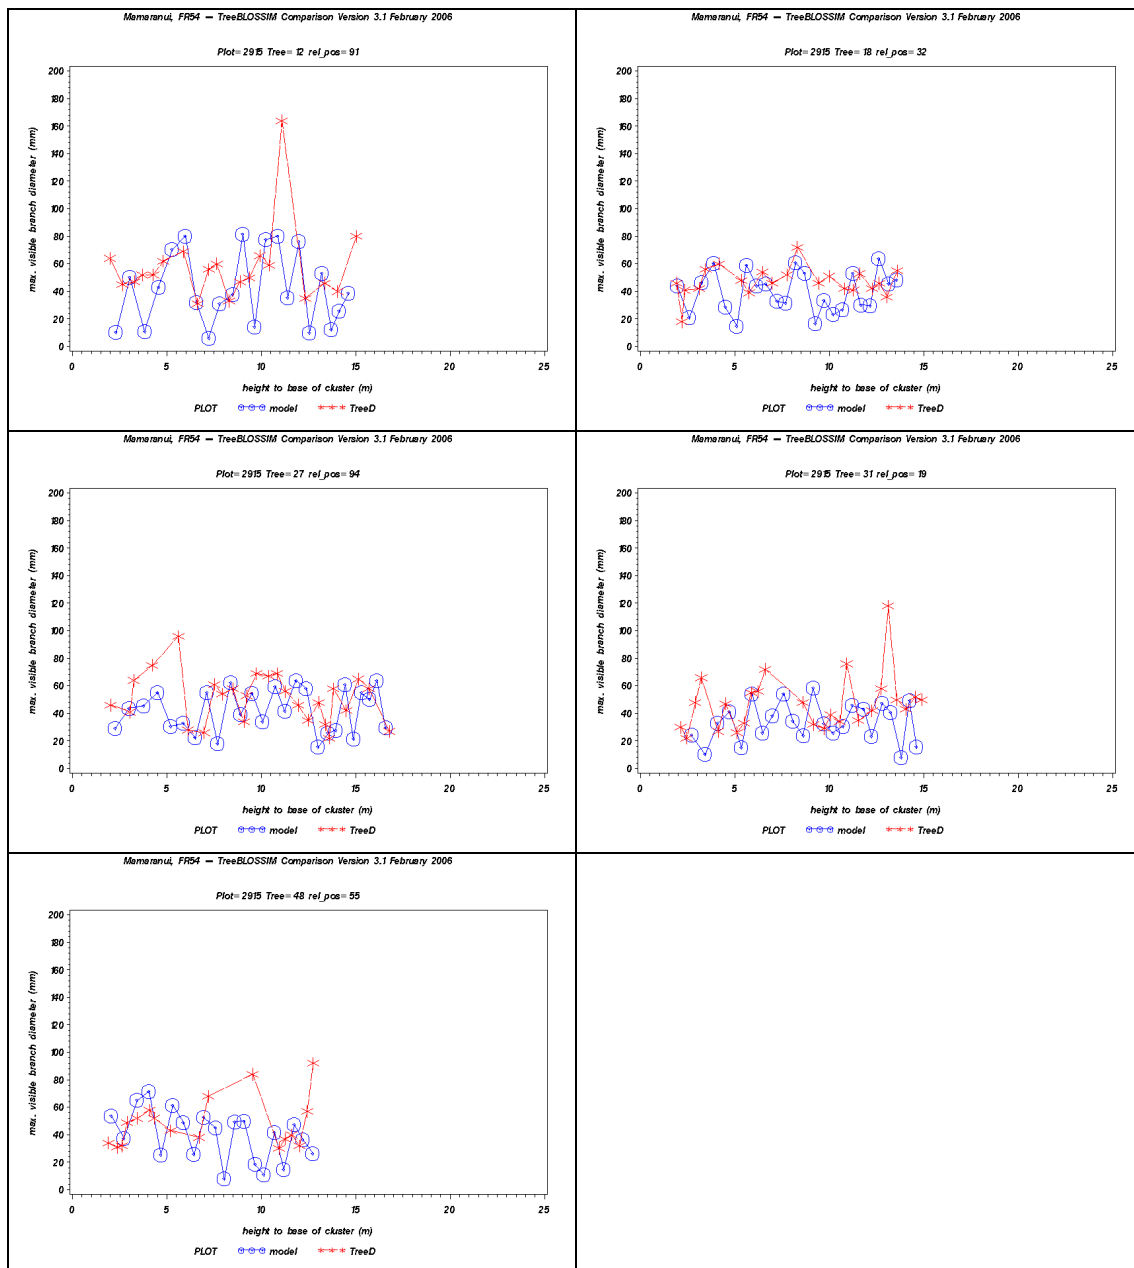 Mamaranui, FR54 — TreeBLOSSIM Comparison Version 3.1 February 2006
Plot= 2915 Tree= 12 rel_pos= 91
max. visible branch diameter (mm)
200
180
160
140
120
100
80
60
40
20
0
0 5 10 15 20 25
height to base of cluster (m)
PLOT model TreeD
Mamaranui, FR54 — TreeBLOSSIM Comparison Version 3.1 February 2006
Plot= 2915 Tree= 18 rel_pos= 32
max. visible branch diameter (mm)
200
180
160
140
120
100
80
60
40
20
0
0 5 10 15 20 25
height to base of cluster (m)
PLOT model TreeD
Mamaranui, FR54 — TreeBLOSSIM Comparison Version 3.1 February 2006
Plot= 2915 Tree= 27 rel_pos= 94
max. visible branch diameter (mm)
200
180
160
140
120
100
80
60
40
20
0
0 5 10 15 20 25
height to base of cluster (m)
PLOT model TreeD
Mamaranui, FR54 — TreeBLOSSIM Comparison Version 3.1 February 2006
Plot= 2915 Tree= 31 rel_pos= 19
max. visible branch diameter (mm)
200
180
160
140
120
100
80
60
40
20
0
0 5 10 15 20 25
height to base of cluster (m)
PLOT model TreeD
Mamaranui, FR54 — TreeBLOSSIM Comparison Version 3.1 February 2006
Plot= 2915 Tree= 48 rel_pos= 55
max. visible branch diameter (mm)
200
180
160
140
120
100
80
60
40
20
0
0 5 10 15 20 25
height to base of cluster (m)
PLOT model TreeD